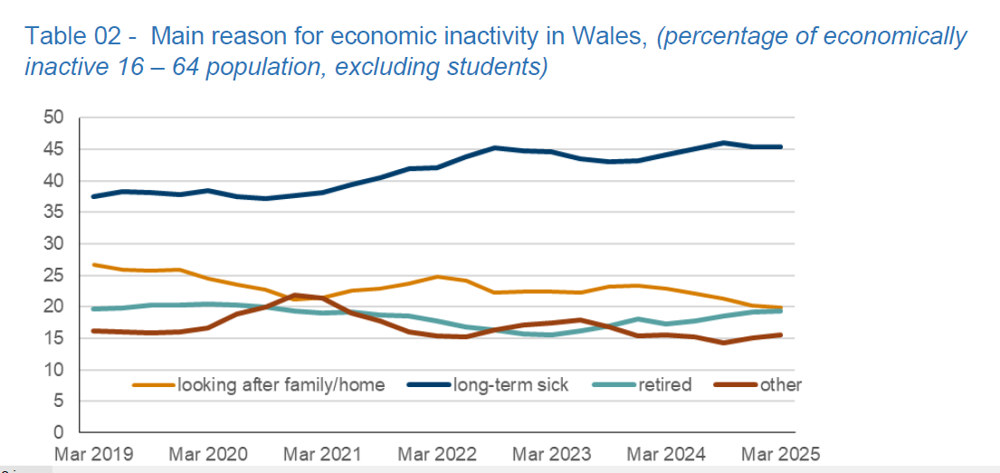 Table 02 -  Main reason for economic inactivity in Wales, (percentage of economically
inactive 16 – 64 population, excluding students)
50
45
40
35
30
25
20
15
10
5
0
looking after family/home long-term sick retired other
Mar 2019 Mar 2020 Mar 2021 Mar 2022 Mar 2023 Mar 2024 Mar 2025